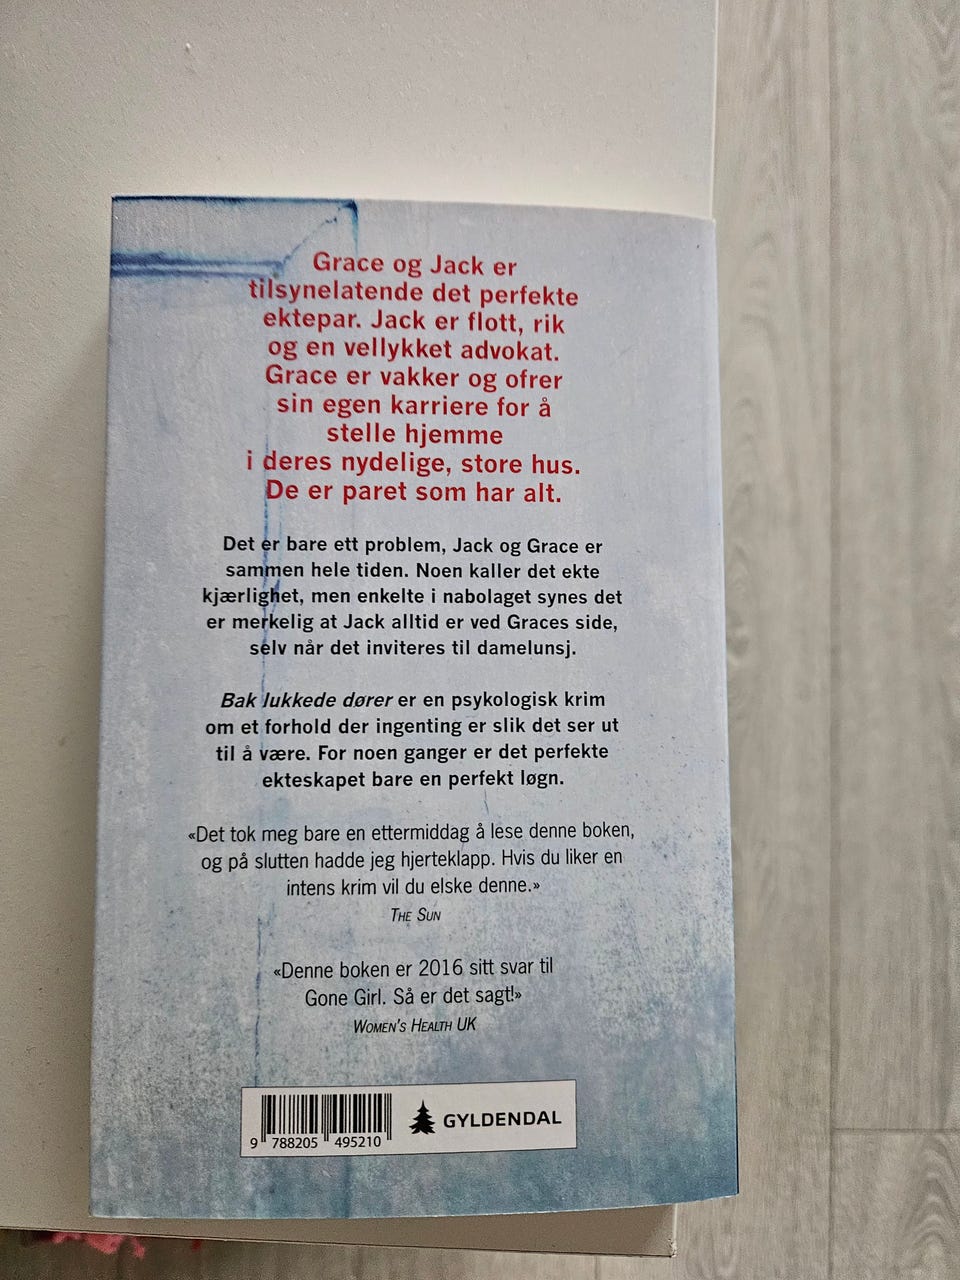 Grace og Jack er
tilsynelatende det perfekte
ektepar. Jack er flott, rik
og en vellykket advokat.
Grace er vakker og ofrer
sin egen karriere for å
stelle hjemme
i deres nydelige, store hus.
De er paret som har alt.
Det er bare ett problem, Jack og Grace er
sammen hele tiden. Noen kaller det ekte
kjærlighet, men enkelte i nabolaget synes det
er merkelig at Jack alltid er ved Graces side,
selv når det inviteres til damelunsj.
Bak lukkede dører er en psykologisk krim
om et forhold der ingenting er slik det ser ut
til å være. For noen ganger er det perfekte
ekteskapet bare en perfekt løgn.
«Det tok meg bare en ettermiddag å lese denne boken,
og på slutten hadde jeg hjerteklapp. Hvis du liker en
intens krim vil du elske denne.»
THE SUN
«Denne boken er 2016 sitt svar til
Gone Girl. Så er det sagt!»
WOMEN'S HEALTH UK
GYLDENDAL
9 788205 495210